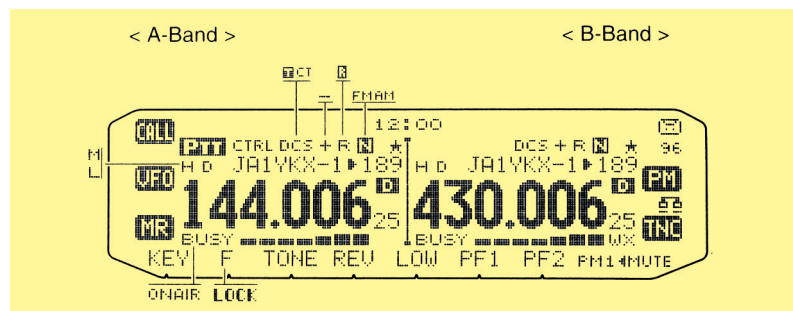 < A-Band > < B-Band >
T CT R
− FM AM
12:00
CALL PTT CTRL DCS + R N ★ DCS + R N ★ 96
M H D JA1YKX-1▶189 H D JA1YKX-1▶189
L
VFO D D PM
144.006 25 430.006 25
MR TNC
BUSY BUSY WX
KEY F TONE REV LOW PF1 PF2 PM1◀MUTE
ONAIR LOCK